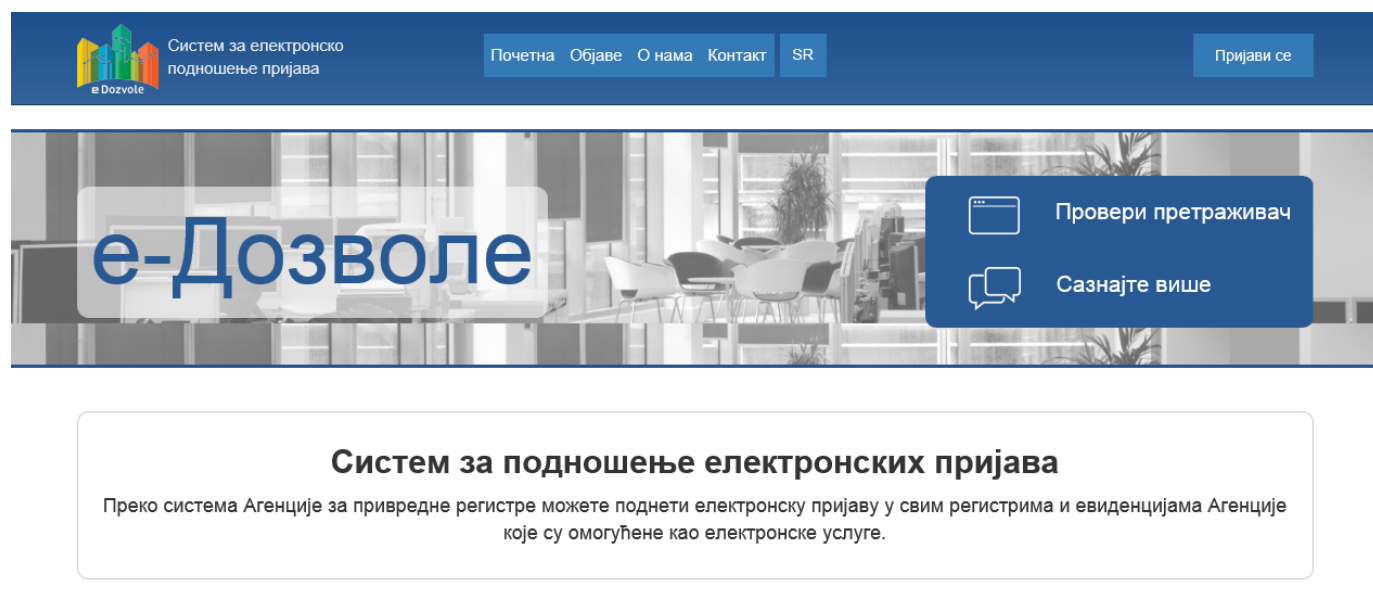 Систем за електронско
подношење пријава
e Dozvole
Почетна Објаве О нама Контакт SR
Пријави се
е-Дозволе
Провери претраживач
Сазнајте више
Систем за подношење електронских пријава
Преко система Агенције за привредне регистре можете поднети електронску пријаву у свим регистрима и евиденцијама Агенције
које су омогућене као електронске услуге.